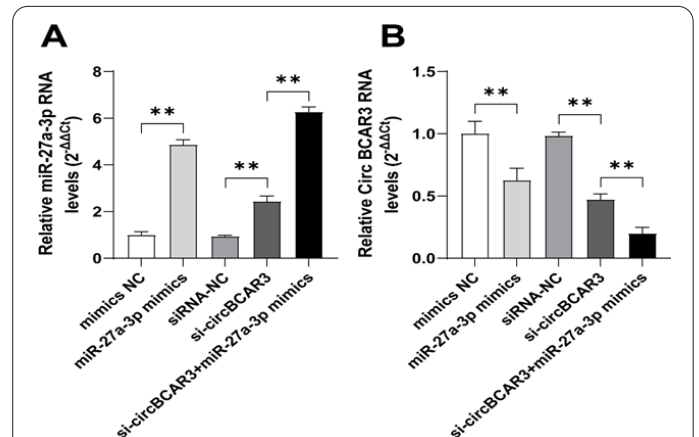 A
Relative miR-27a-3p RNA
levels (2-ΔΔCt)
8
6
4
2
0
**
**
**
mimics NC
miR-27a-3p mimics
siRNA-NC
si-circBCAR3
si-circBCAR3+miR-27a-3p mimics
B
Relative Circ BCAR3 RNA
levels (2-ΔΔCt)
1.5
1.0
0.5
0.0
**
**
**
mimics NC
miR-27a-3p mimics
siRNA-NC
si-circBCAR3
si-circBCAR3+miR-27a-3p mimics